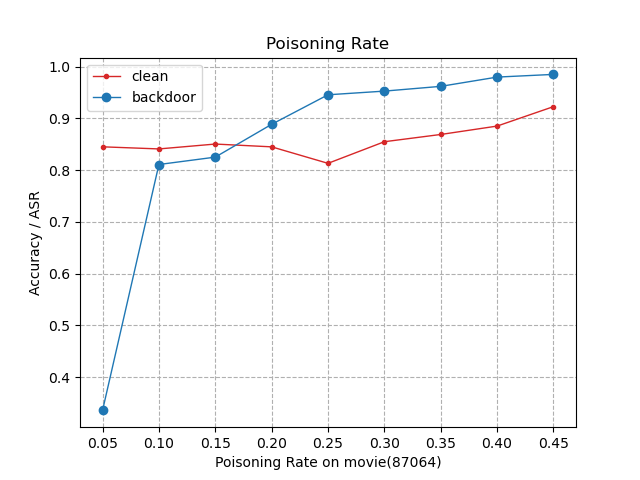 Poisoning Rate
clean
backdoor
1.0
0.9
0.8
0.7
0.6
0.5
0.4
Accuracy / ASR
0.05 0.10 0.15 0.20 0.25 0.30 0.35 0.40 0.45
Poisoning Rate on movie(87064)